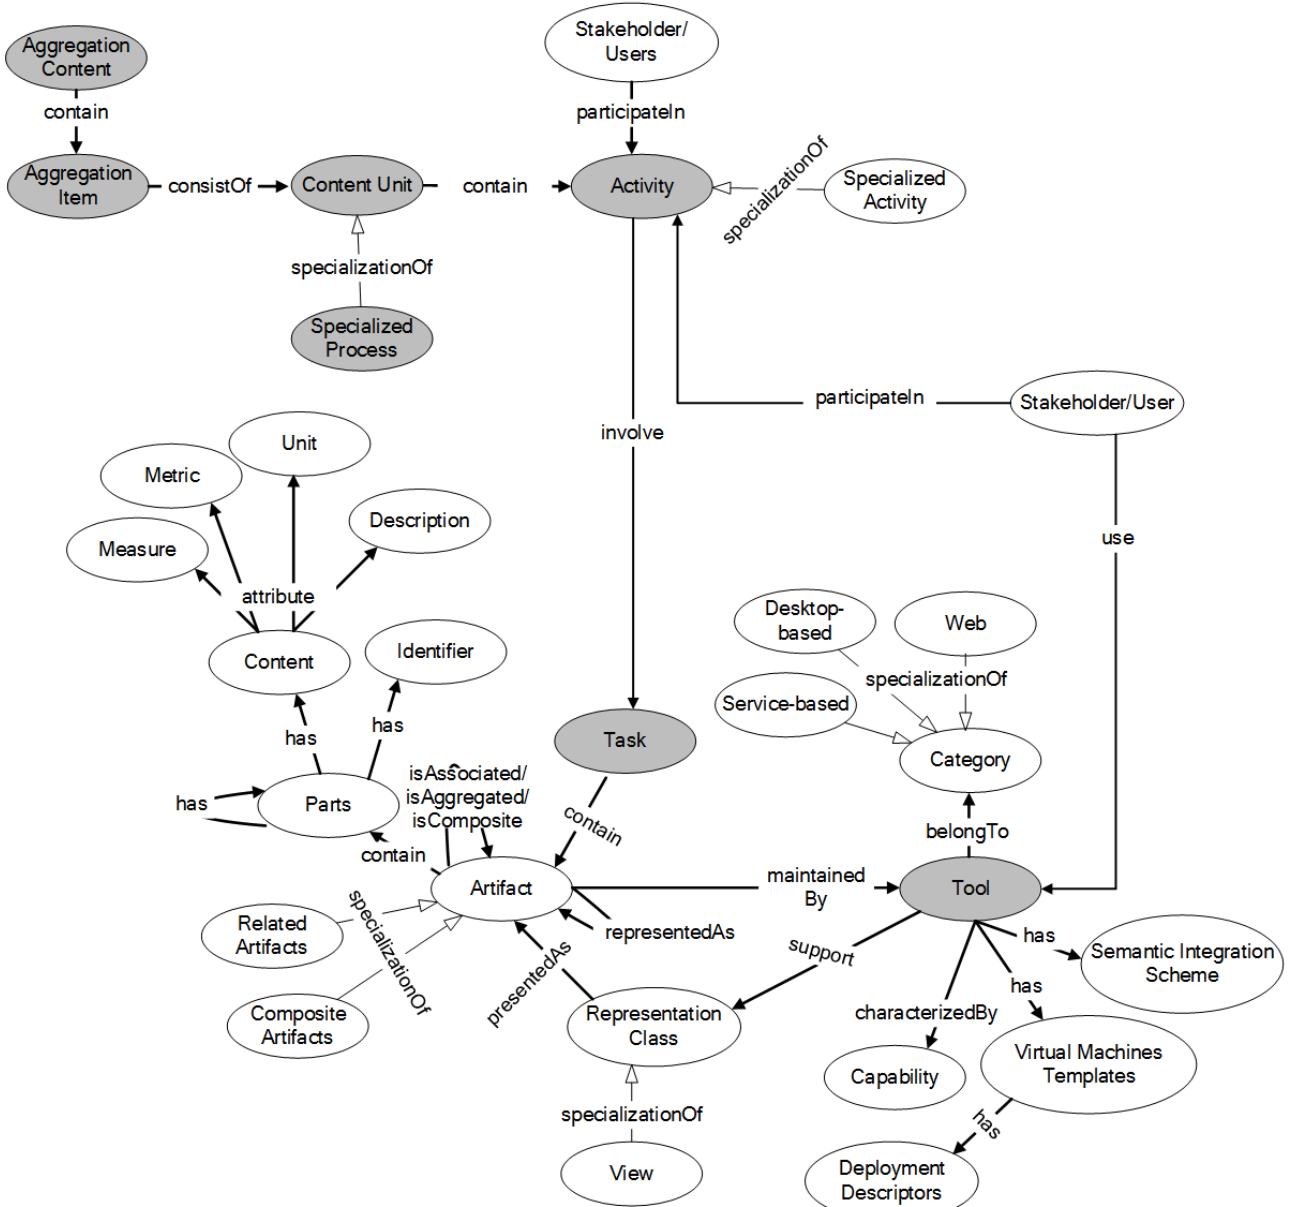 Aggregation
Content
Stakeholder/
Users
contain
participateIn
Aggregation
Item
consistOf
Content Unit
contain
Activity
specializationOf
Specialized
Activity
specializationOf
Specialized
Process
participateIn
Stakeholder/User
involve
Unit
Metric
Description
Measure
use
attribute
Desktop-
based
Web
Content
Identifier
specializationOf
Service-based
has
has
Task
Category
isAssociated/
isAggregated/
isComposite
has
Parts
contain
belongTo
contain
Artifact
maintained
By
Tool
specializationOf
Related
Artifacts
representedAs
support
has
Semantic Integration
Scheme
presentedAs
has
Composite
Artifacts
Representation
Class
characterizedBy
Virtual Machines
Templates
Capability
specializationOf
has
View
Deployment
Descriptors